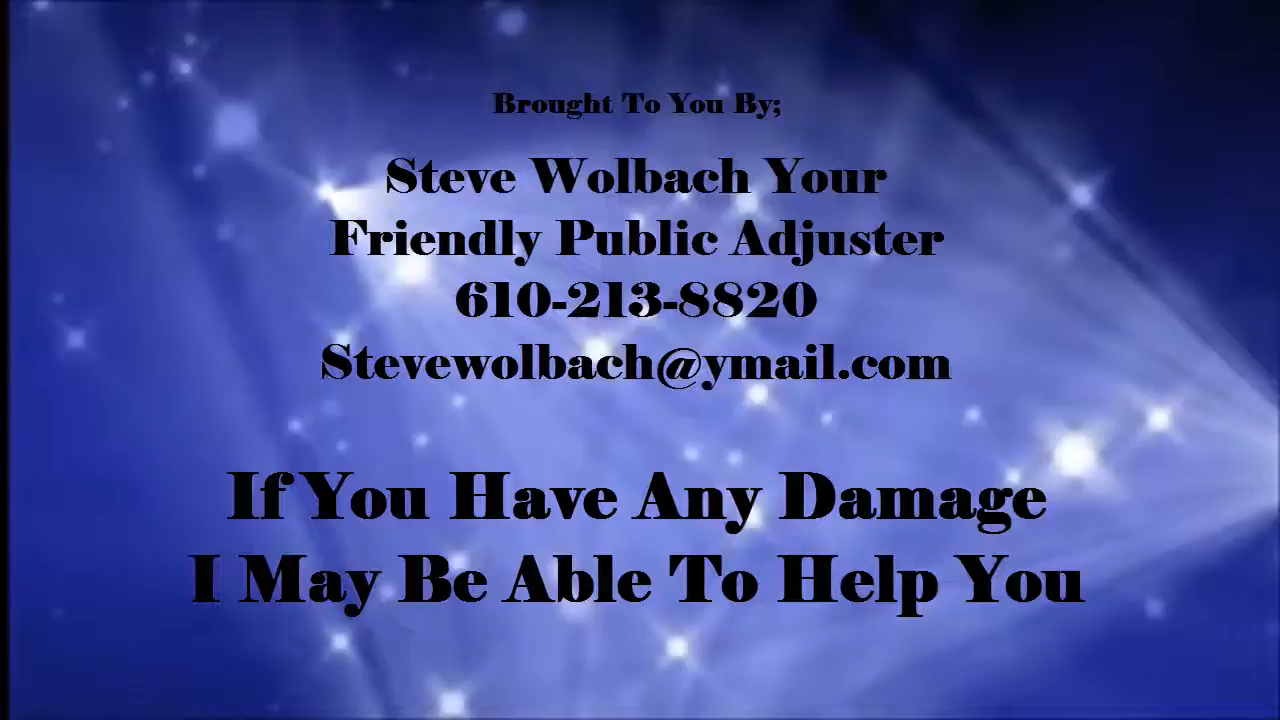 Brought To You By;
Steve Wolbach Your
Friendly Public Adjuster
610-213-8820
Stevewolbach@ymail.com
If You Have Any Damage
I May Be Able To Help You